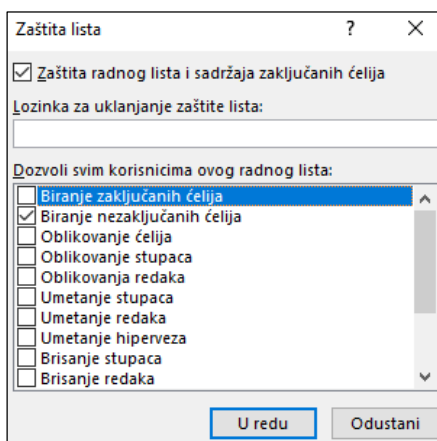 Zaštita lista
Zaštita radnog lista i sadržaja zaključanih ćelija
Lozinka za uklanjanje zaštite lista:
Dozvoli svim korisnicima ovog radnog lista:
Biranje zaključanih ćelija
Biranje nezaključanih ćelija
Oblikovanje ćelija
Oblikovanje stupaca
Oblikovanja redaka
Umetanje stupaca
Umetanje redaka
Umetanje hiperveza
Brisanje stupaca
Brisanje redaka
U redu Odustani